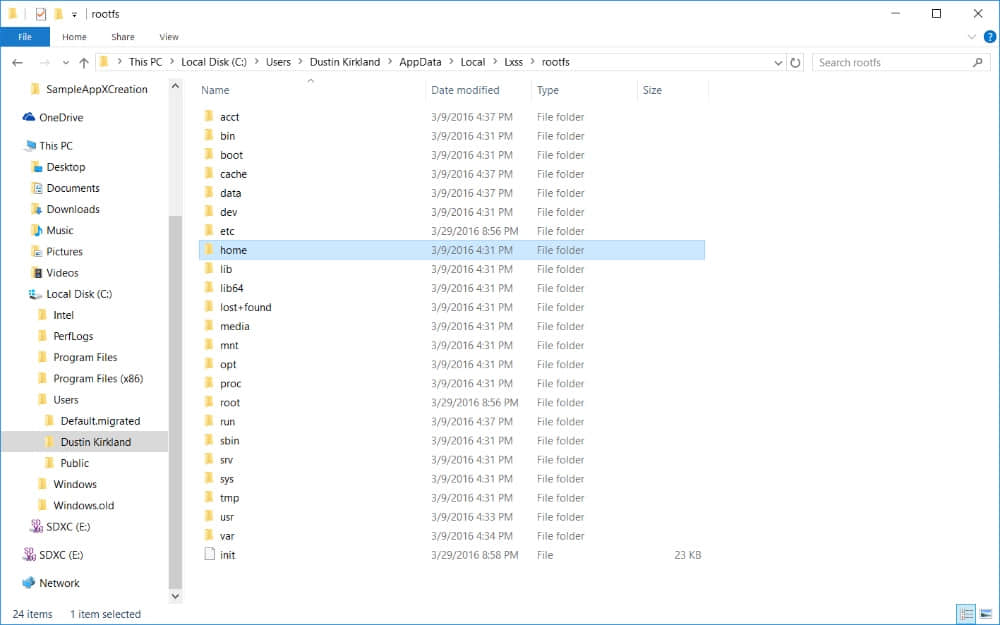 rootfs
File Home Share View
This PC Local Disk (C:) Users Dustin Kirkland AppData Local Lxss rootfs Search rootfs
SampleAppXCreation
OneDrive
This PC
Desktop
Documents
Downloads
Music
Pictures
Videos
Local Disk (C:)
Intel
PerfLogs
Program Files
Program Files (x86)
Users
Default.migrated
Dustin Kirkland
Public
Windows
Windows.old
SDXC (E:)
SDXC (E:)
Network
Name Date modified Type Size
acct 3/9/2016 4:37 PM File folder
bin 3/9/2016 4:31 PM File folder
boot 3/9/2016 4:31 PM File folder
cache 3/9/2016 4:37 PM File folder
data 3/9/2016 4:37 PM File folder
dev 3/9/2016 4:31 PM File folder
etc 3/29/2016 8:56 PM File folder
home 3/9/2016 4:31 PM File folder
lib 3/9/2016 4:31 PM File folder
lib64 3/9/2016 4:31 PM File folder
lost+found 3/9/2016 4:31 PM File folder
media 3/9/2016 4:31 PM File folder
mnt 3/9/2016 4:31 PM File folder
opt 3/9/2016 4:31 PM File folder
proc 3/9/2016 4:31 PM File folder
root 3/29/2016 8:56 PM File folder
run 3/9/2016 4:37 PM File folder
sbin 3/9/2016 4:31 PM File folder
srv 3/9/2016 4:31 PM File folder
sys 3/9/2016 4:31 PM File folder
tmp 3/9/2016 4:31 PM File folder
usr 3/9/2016 4:33 PM File folder
var 3/9/2016 4:34 PM File folder
init 3/29/2016 8:58 PM File 23 KB
24 items 1 item selected